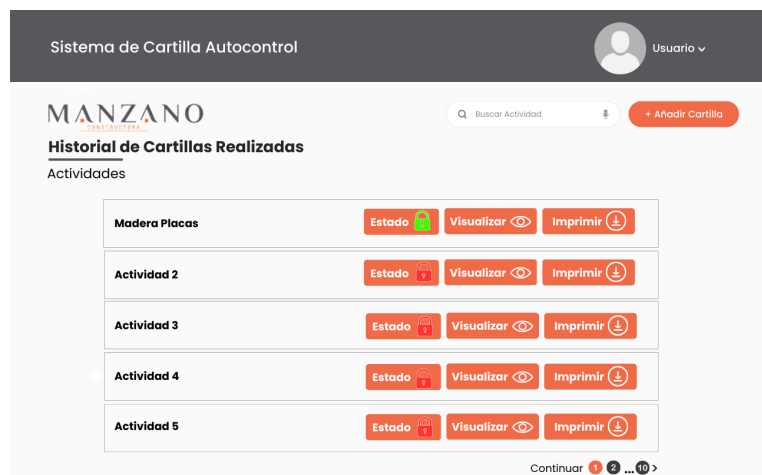 Sistema de Cartilla Autocontrol
Usuario
MANZANO
CONSTRUCTORA
Buscar Actividad
+ Añadir Cartilla
Historial de Cartillas Realizadas
Actividades
Madera Placas Estado Visualizar Imprimir
Actividad 2 Estado Visualizar Imprimir
Actividad 3 Estado Visualizar Imprimir
Actividad 4 Estado Visualizar Imprimir
Actividad 5 Estado Visualizar Imprimir
Continuar 1 2 ... 10 >